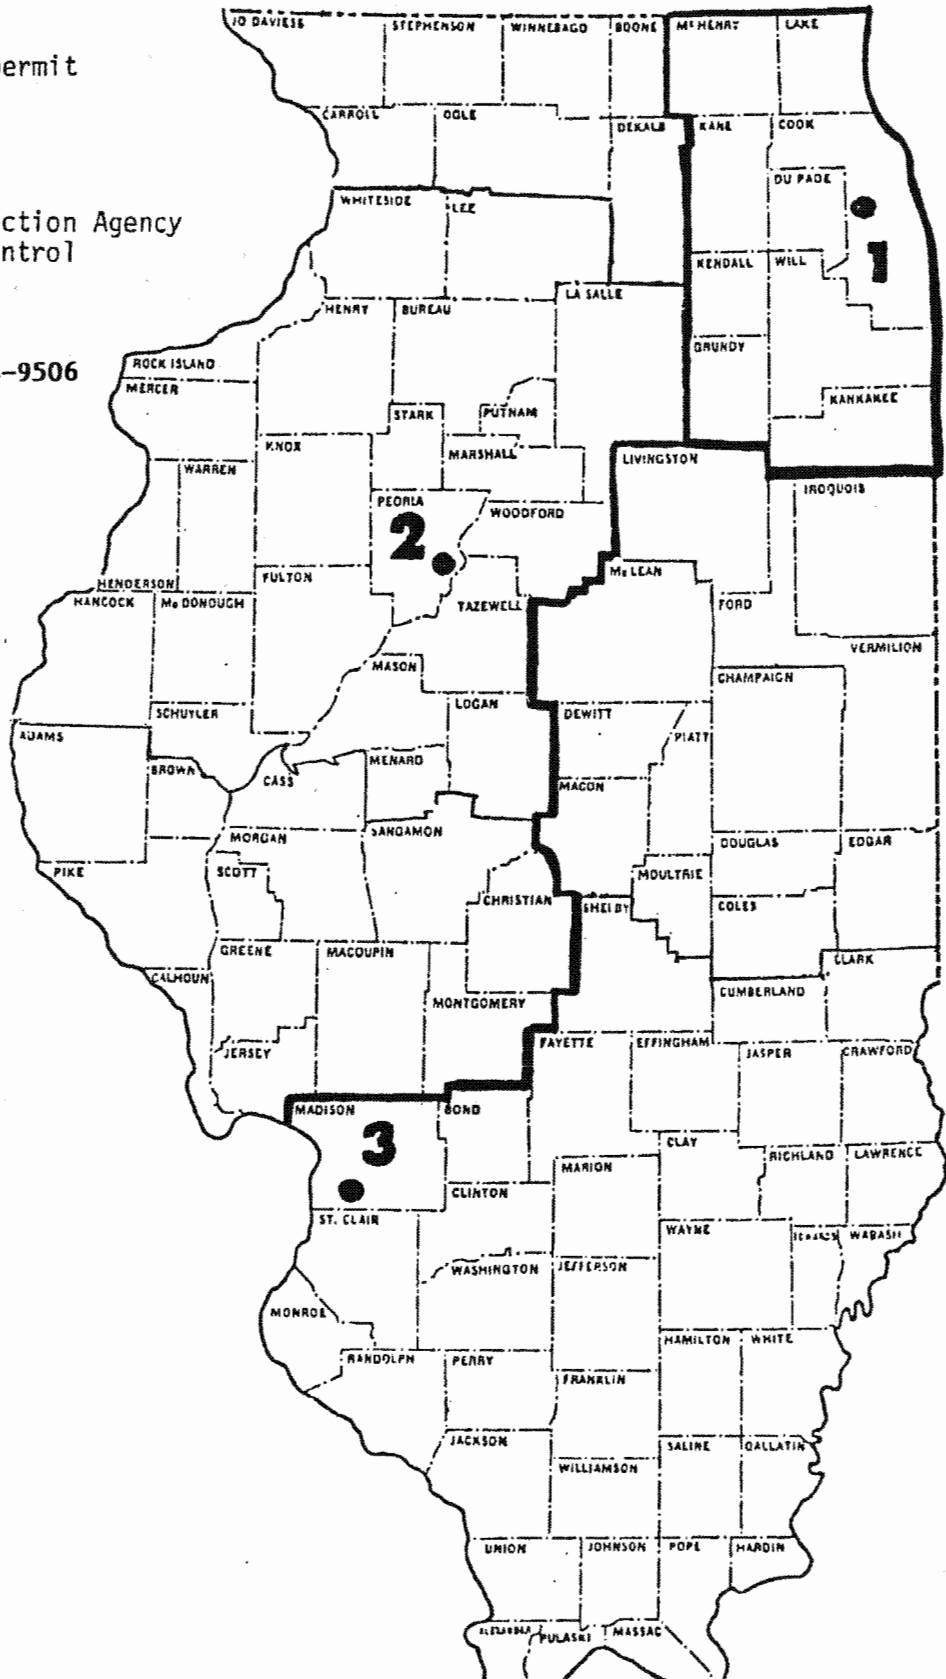 ermit
ction Agency
ntrol
–9506
JO DAVIESS
STEPHENSON
WINNEBAGO
BOONE
McHENRY
LAKE
CARROLL
OGLE
DEKALB
KANE
COOK
DU PAGE
WHITESIDE
LEE
1
KENDALL
WILL
LA SALLE
HENRY
BUREAU
GRUNDY
ROCK ISLAND
MERCER
KANKAKEE
STARK
PUTNAM
KNOX
MARSHALL
LIVINGSTON
WARREN
IROQUOIS
PEORIA
WOODFORD
2
McLEAN
HENDERSON
FULTON
HANCOCK
McDONOUGH
TAZEWELL
FORD
VERMILION
MASON
CHAMPAIGN
LOGAN
SCHUYLER
DEWITT
ADAMS
PIATT
BROWN
CASS
MENARD
MACON
MORGAN
SANGAMON
DOUGLAS
EDGAR
PIKE
SCOTT
MOULTRIE
CHRISTIAN
SHELBY
COLES
GREENE
MACOUPIN
CLARK
CALHOUN
CUMBERLAND
MONTGOMERY
JERSEY
FAYETTE
EFFINGHAM
JASPER
CRAWFORD
MADISON
BOND
3
CLAY
RICHLAND
LAWRENCE
MARION
CLINTON
ST. CLAIR
WAYNE
EDWARDS
WABASH
WASHINGTON
JEFFERSON
MONROE
HAMILTON
WHITE
RANDOLPH
PERRY
FRANKLIN
JACKSON
SALINE
GALLATIN
WILLIAMSON
UNION
JOHNSON
POPE
HARDIN
ALEXANDER
PULASKI
MASSAC